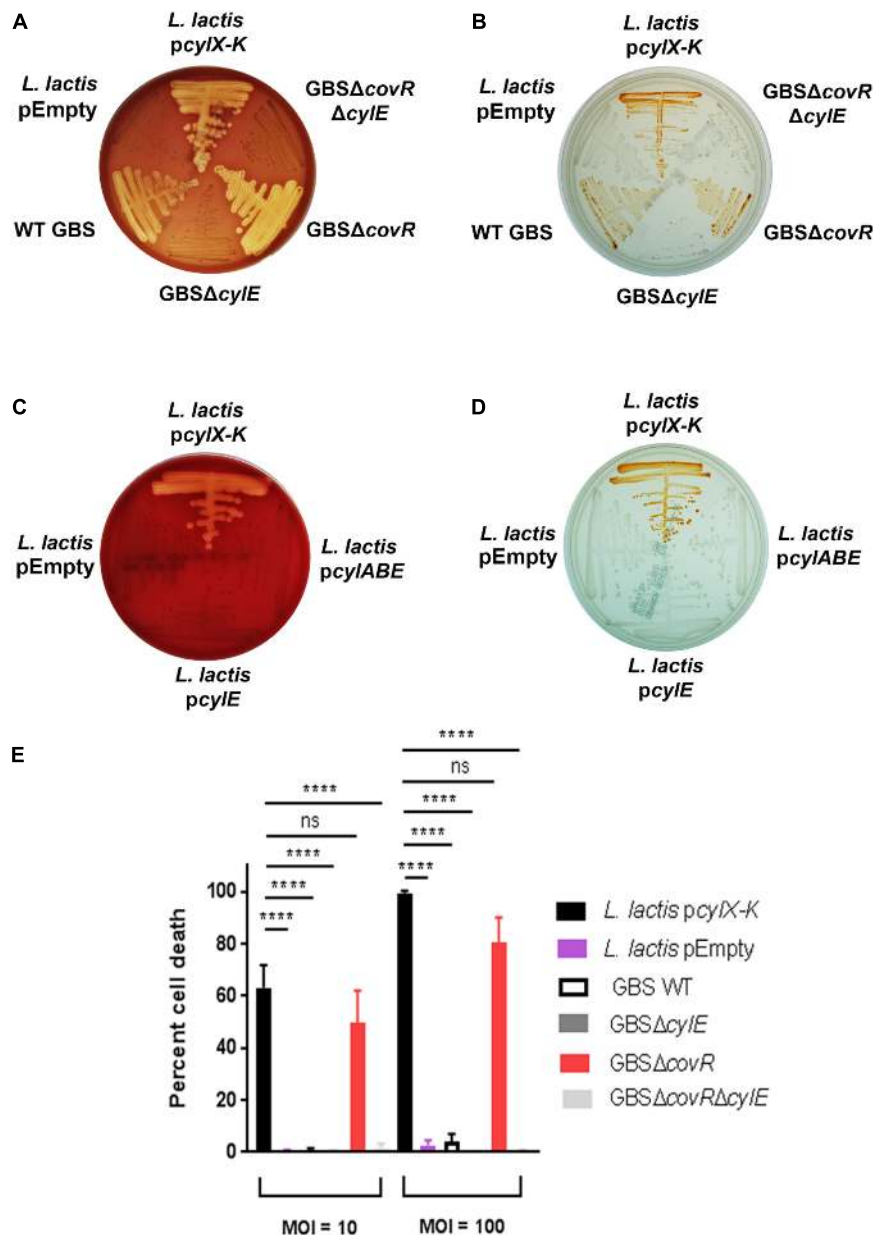 A
L. lactis
pcylX-K
L. lactis
pEmpty
GBSΔcovR
ΔcylE
WT GBS
GBSΔcovR
GBSΔcylE
B
L. lactis
pcylX-K
L. lactis
pEmpty
GBSΔcovR
ΔcylE
WT GBS
GBSΔcovR
GBSΔcylE
C
L. lactis
pcylX-K
L. lactis
pEmpty
L. lactis
pcylABE
L. lactis
pcylE
D
L. lactis
pcylX-K
L. lactis
pEmpty
L. lactis
pcylABE
L. lactis
pcylE
E
****
ns
****
****
****
****
ns
****
****
****
Percent cell death
100
80
60
40
20
0
MOI = 10
MOI = 100
L. lactis pcylX-K
L. lactis pEmpty
GBS WT
GBSΔcylE
GBSΔcovR
GBSΔcovRΔcylE